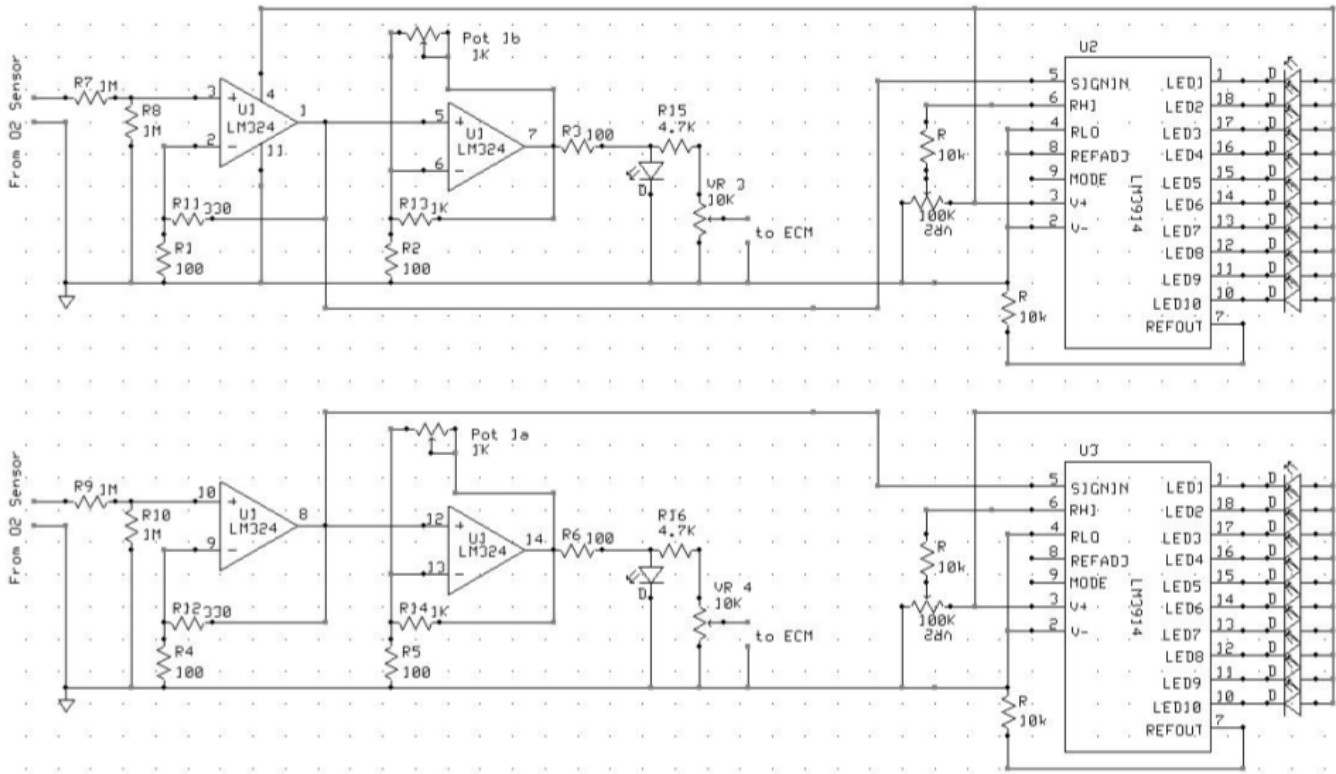 From O2 Sensor
R7 1M
R8
1M
3
2
4
11
1
U1
LM324
R11 330
R1
100
Pot 1b
1K
5
6
7
U1
LM324
R13 1K
R2
100
R3 100
R15
4.7K
D
VR 3
10K
to ECM
R
10k
100K
VR2
R
10k
U2
LM3914
5 SIGNIN
6 RHI
4 RLO
8 REFADJ
9 MODE
3 V+
2 V-
LED1 1 D
LED2 18 D
LED3 17 D
LED4 16 D
LED5 15 D
LED6 14 D
LED7 13 D
LED8 12 D
LED9 11 D
LED10 10 D
REFOUT 7
From O2 Sensor
R9 1M
R10
1M
10
9
8
U1
LM324
R12 330
R4
100
Pot 1a
1K
12
13
14
U1
LM324
R14 1K
R5
100
R6 100
R16
4.7K
D
VR 4
10K
to ECM
R
10k
100K
VR2
R
10k
U3
LM3914
5 SIGNIN
6 RHI
4 RLO
8 REFADJ
9 MODE
3 V+
2 V-
LED1 1 D
LED2 18 D
LED3 17 D
LED4 16 D
LED5 15 D
LED6 14 D
LED7 13 D
LED8 12 D
LED9 11 D
LED10 10 D
REFOUT 7